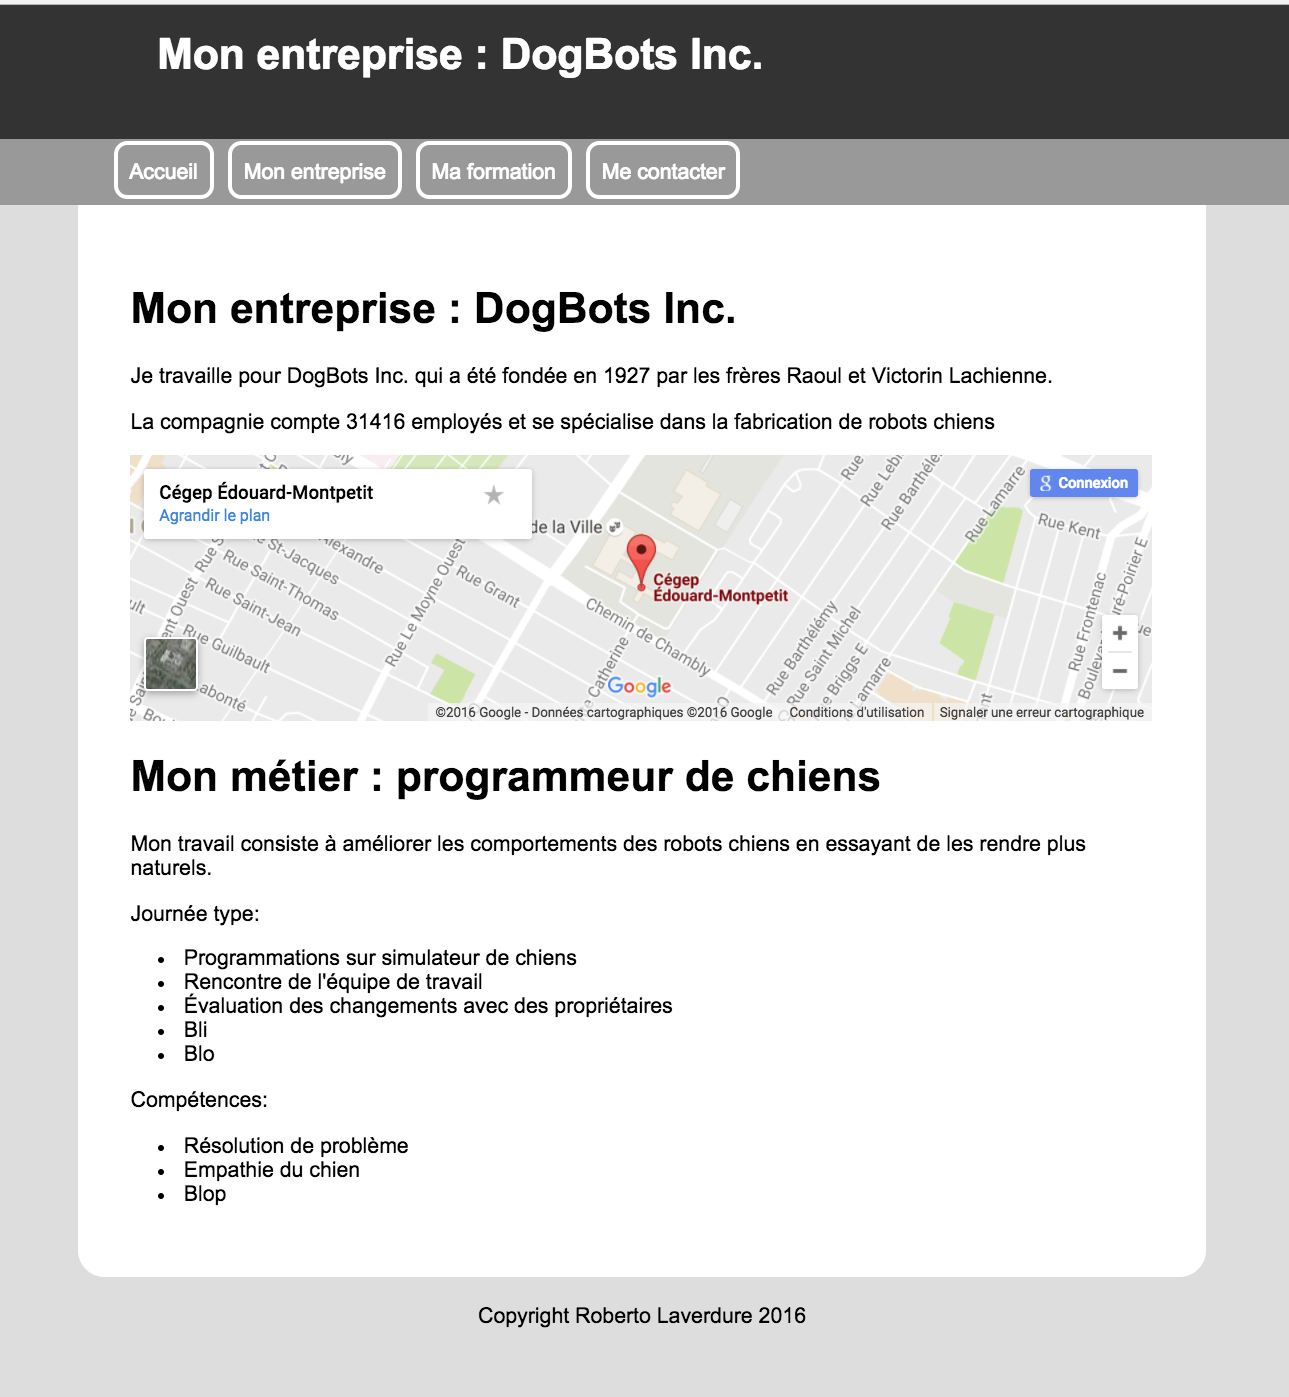 Mon entreprise : DogBots Inc.
Accueil
Mon entreprise
Ma formation
Me contacter
Mon entreprise : DogBots Inc.
Je travaille pour DogBots Inc. qui a été fondée en 1927 par les frères Raoul et Victorin Lachienne.
La compagnie compte 31416 employés et se spécialise dans la fabrication de robots chiens
Cégep Édouard-Montpetit
Agrandir le plan
Connexion
de la Ville
Rue Barthéle
Rue Lamarre
Rue Kent
Alexandre
St-Jacques
Rue Saint-Thomas
Rue Saint-Jean
Rue Guilbault
Rue Le Moyne Ouest
Rue Grant
Cégep
Édouard-Montpetit
Chemin de Chambly
Rue Barthélémy
Rue Saint Michel
Rue Briggs E
Lamarre
Rue Frontenac
Catherine
Google
©2016 Google - Données cartographiques ©2016 Google
Conditions d'utilisation
Signaler une erreur cartographique
Mon métier : programmeur de chiens
Mon travail consiste à améliorer les comportements des robots chiens en essayant de les rendre plus
naturels.
Journée type:
Programmations sur simulateur de chiens
Rencontre de l'équipe de travail
Évaluation des changements avec des propriétaires
Bli
Blo
Compétences:
Résolution de problème
Empathie du chien
Blop
Copyright Roberto Laverdure 2016